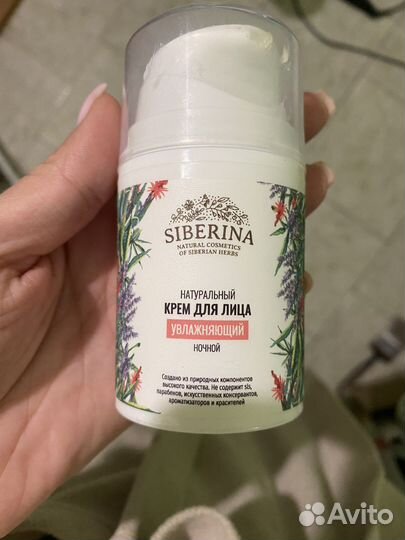 SIBERINA
NATURAL COSMETICS
OF SIBERIAN HERBS
НАТУРАЛЬНЫЙ
КРЕМ ДЛЯ ЛИЦА
УВЛАЖНЯЮЩИЙ
НОЧНОЙ
Создано из природных компонентов
высокого качества. Не содержит sls,
парабенов, искусственных консервантов,
ароматизаторов и красителей
Avito